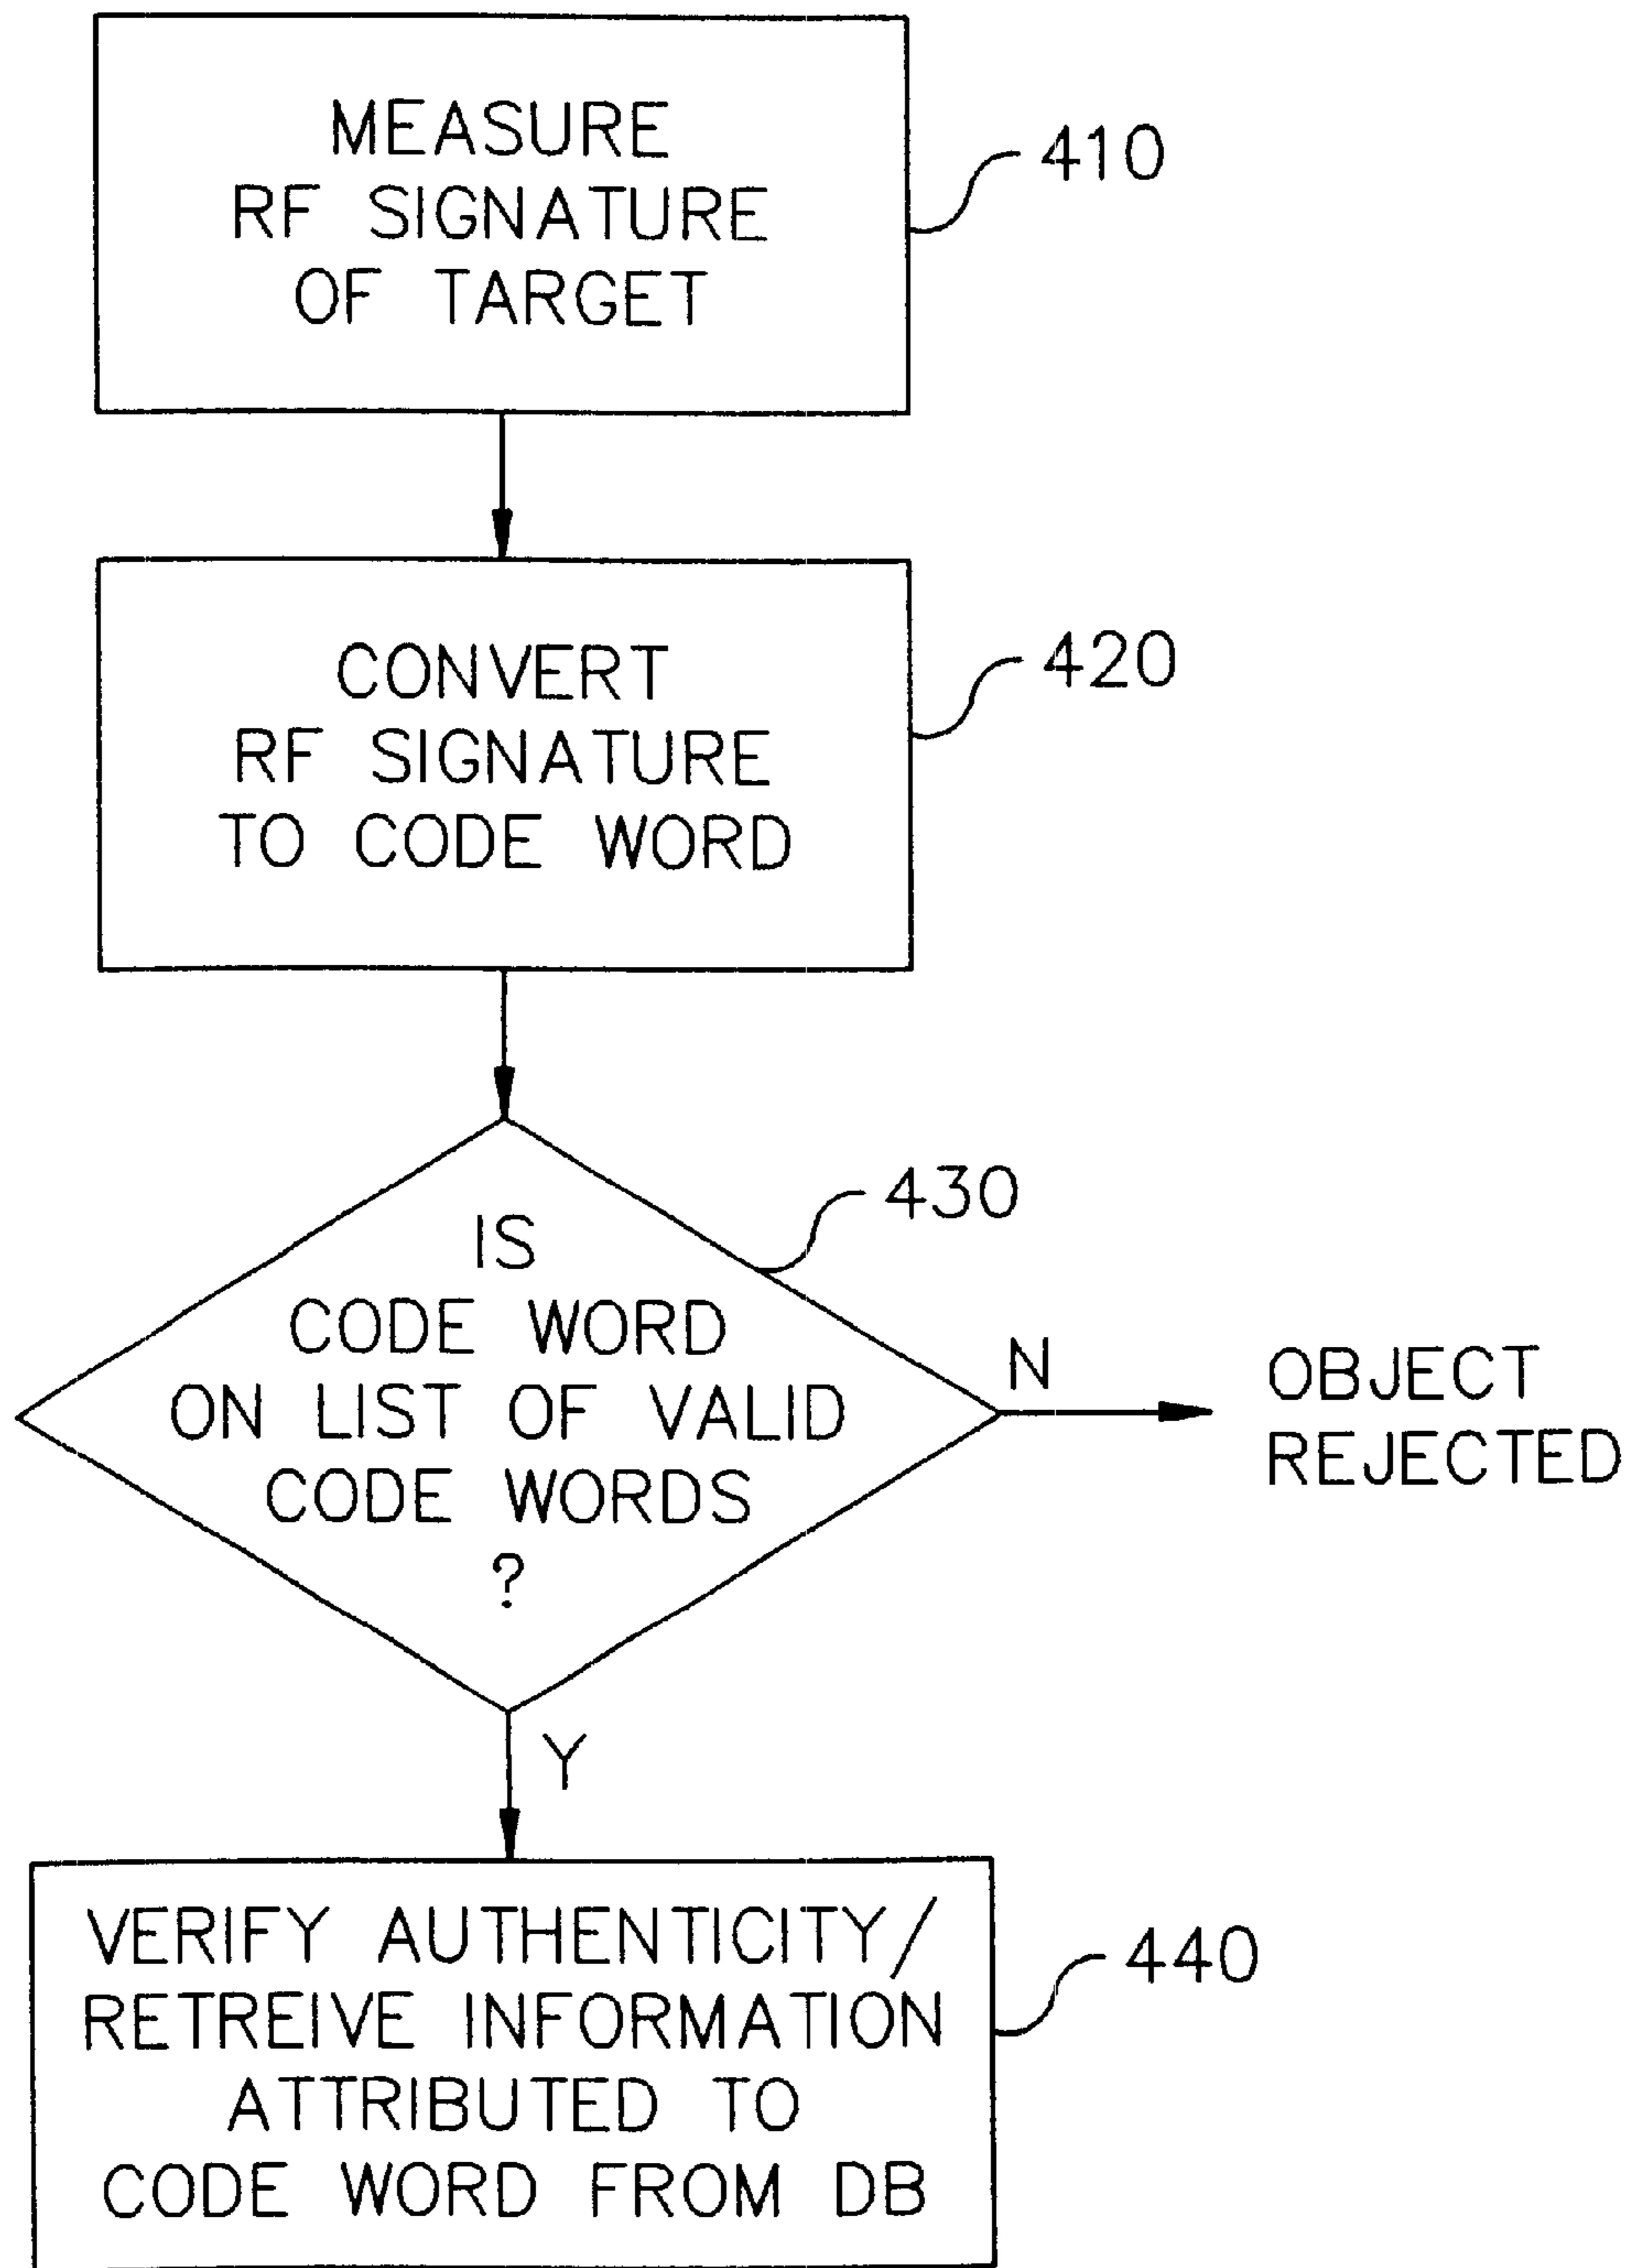 MEASURE
RF SIGNATURE
OF TARGET
410
CONVERT
RF SIGNATURE
TO CODE WORD
420
IS
CODE WORD
ON LIST OF VALID
CODE WORDS
?
430
N
OBJECT
REJECTED
Y
VERIFY AUTHENTICITY/
RETREIVE INFORMATION
ATTRIBUTED TO
CODE WORD FROM DB
440